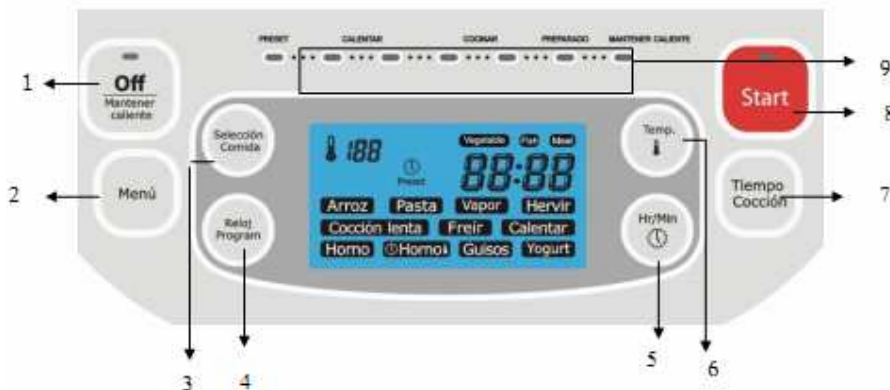 PRESET CALENTAR COCINAR PREPARADO MANTENER CALIENTE
1
Off
Mantener
caliente
9
Start
8
Selección
Comida
188
Preset
Vegetable Fish Meat
88:88
Temp.
2
Menú
Tiempo
Cocción
7
Arroz Pasta Vapor Hervir
Reloj
Program
Cocción lenta Freír Calentar
Hr/Min
Horno Horno Guisos Yogurt
3
4
5
6